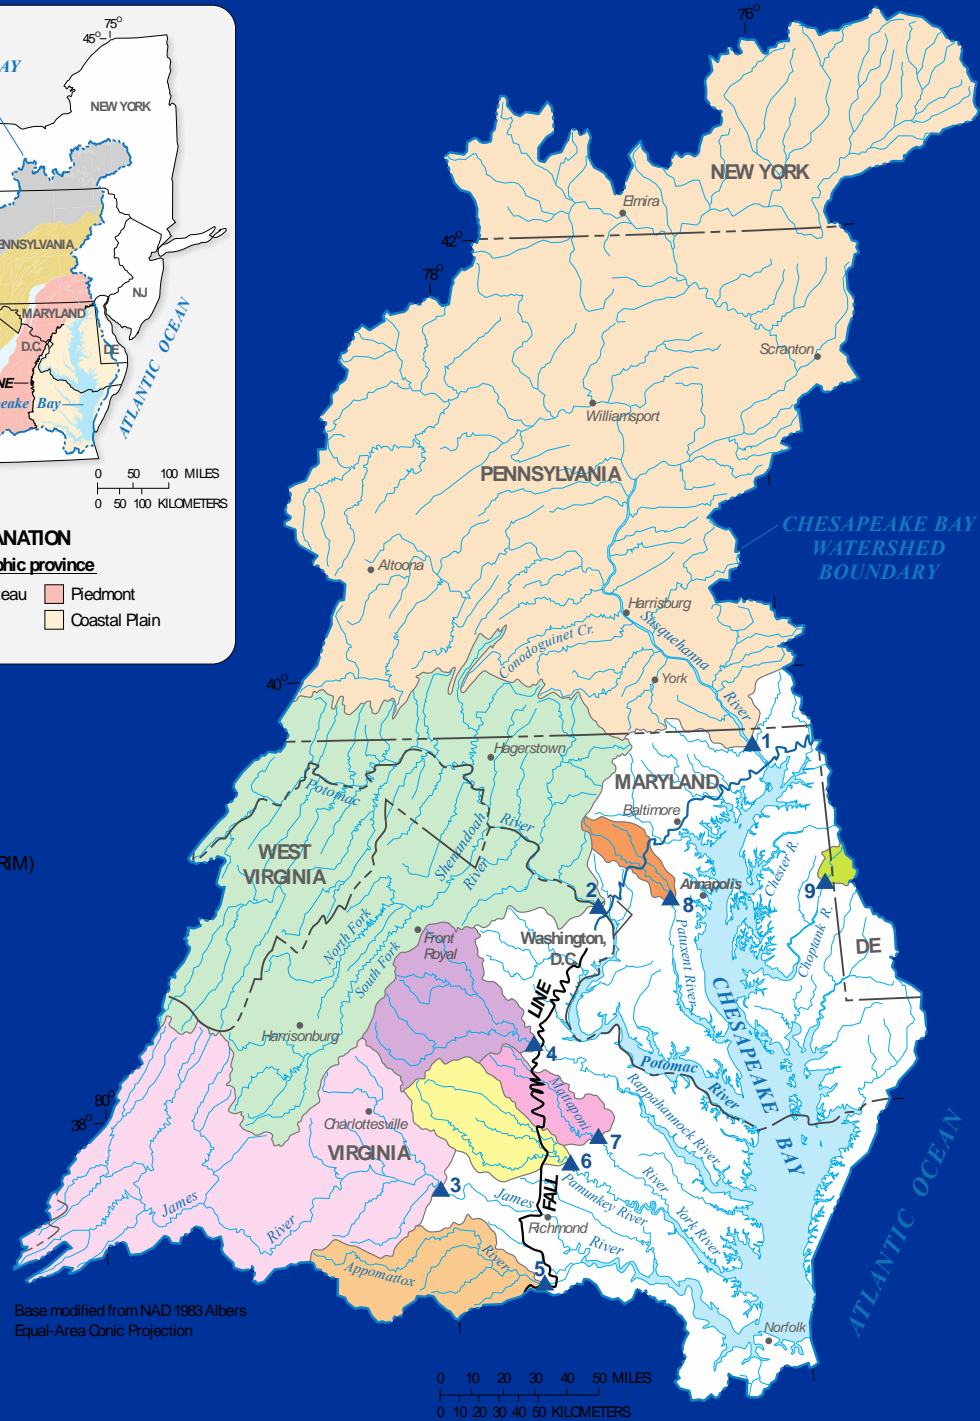 75°
45°
AY
NEW YORK
ENNSYLVANIA
NJ
MARYLAND
D.C.
DE
NE
peake Bay
ATLANTIC OCEAN
0 50 100 MILES
0 50 100 KILOMETERS
ANATION
phic province
teau
Piedmont
Coastal Plain
RIM)
76°
NEW YORK
Elmira
42°
78°
Scranton
Williamsport
PENNSYLVANIA
CHESAPEAKE BAY
WATERSHED
BOUNDARY
Altoona
Harrisburg
Conodoguinet Cr.
Susquehanna
River
York
40°
1
Hagerstown
MARYLAND
Baltimore
Potomac
River
Shenandoah
River
WEST
VIRGINIA
Chester R.
2
8
Annapolis
9
North Fork
South Fork
Front
Royal
Washington,
D.C.
Patuxent River
Choptank R.
DE
Harrisonburg
LINE
CHESAPEAKE
BAY
4
Potomac
River
Mattaponi
Rappahannock River
80°
38°
Charlottesville
VIRGINIA
7
6
3
FALL
Pamunkey River
River
York River
James
River
James
River
Richmond
Appomattox
River
5
ATLANTIC OCEAN
Norfolk
Base modified from NAD 1983 Albers
Equal-Area Conic Projection
0 10 20 30 40 50 MILES
0 10 20 30 40 50 KILOMETERS